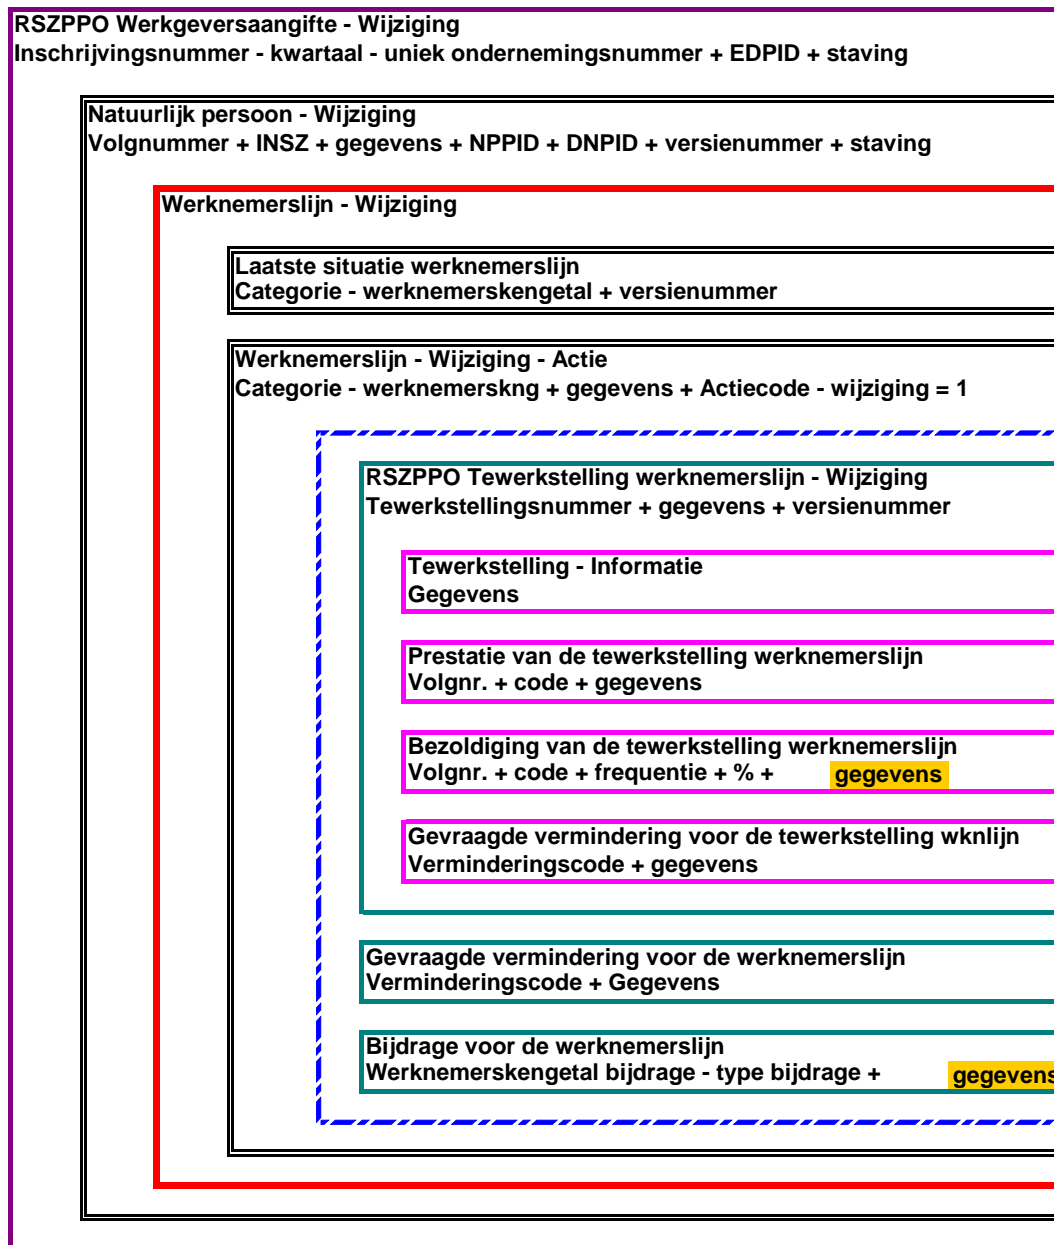 RSZPPO Werkgeversaangifte - Wijziging
Inschrijvingsnummer - kwartaal - uniek ondernemingsnummer + EDPID + staving
Natuurlijk persoon - Wijziging
Volgnummer + INSZ + gegevens + NPPID + DNPID + versienummer + staving
Werknemerslijn - Wijziging
Laatste situatie werknemerslijn
Categorie - werknemerskengetal + versienummer
Werknemerslijn - Wijziging - Actie
Categorie - werknemerskng + gegevens + Actiecode - wijziging = 1
RSZPPO Tewerkstelling werknemerslijn - Wijziging
Tewerkstellingsnummer + gegevens + versienummer
Tewerkstelling - Informatie
Gegevens
Prestatie van de tewerkstelling werknemerslijn
Volgnr. + code + gegevens
Bezoldiging van de tewerkstelling werknemerslijn
Volgnr. + code + frequentie + % + gegevens
Gevraagde vermindering voor de tewerkstelling wknlijn
Verminderingscode + gegevens
Gevraagde vermindering voor de werknemerslijn
Verminderingscode + Gegevens
Bijdrage voor de werknemerslijn
Werknemerskengetal bijdrage - type bijdrage + gegevens